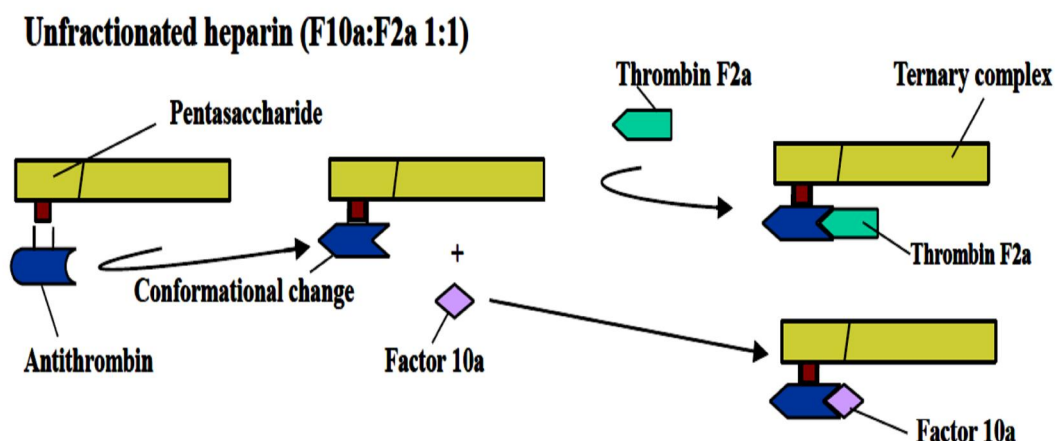 Unfractionated heparin (F10a:F2a 1:1)
Thrombin F2a
Ternary complex
Pentasaccharide
+
Thrombin F2a
Conformational change
Antithrombin
Factor 10a
Factor 10a